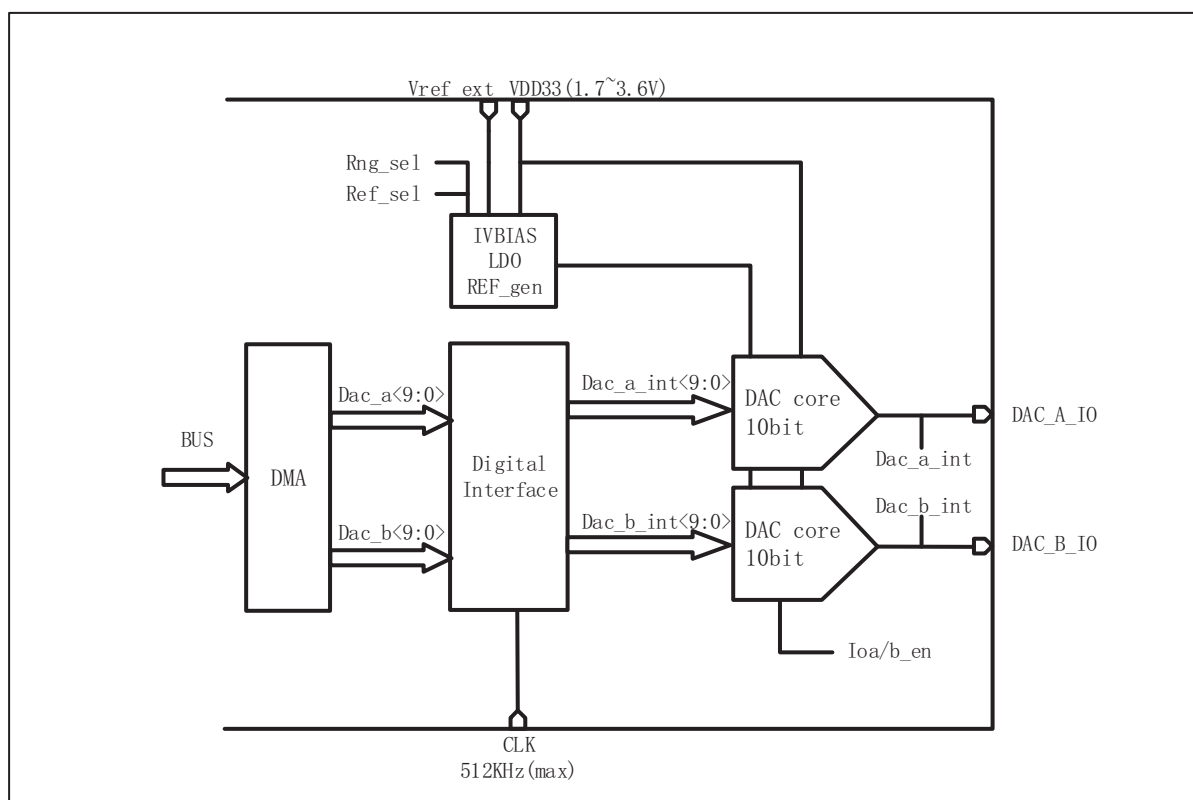 Vref_ext VDD33(1.7~3.6V)
Rng_sel
Ref_sel
IVBIAS
LDO
REF_gen
Dac_a<9:0>
Dac_a_int<9:0>
DAC core
10bit
DAC_A_IO
BUS
DMA
Digital
Interface
Dac_a_int
Dac_b<9:0>
Dac_b_int<9:0>
DAC core
10bit
Dac_b_int
DAC_B_IO
Ioa/b_en
CLK
512KHz(max)